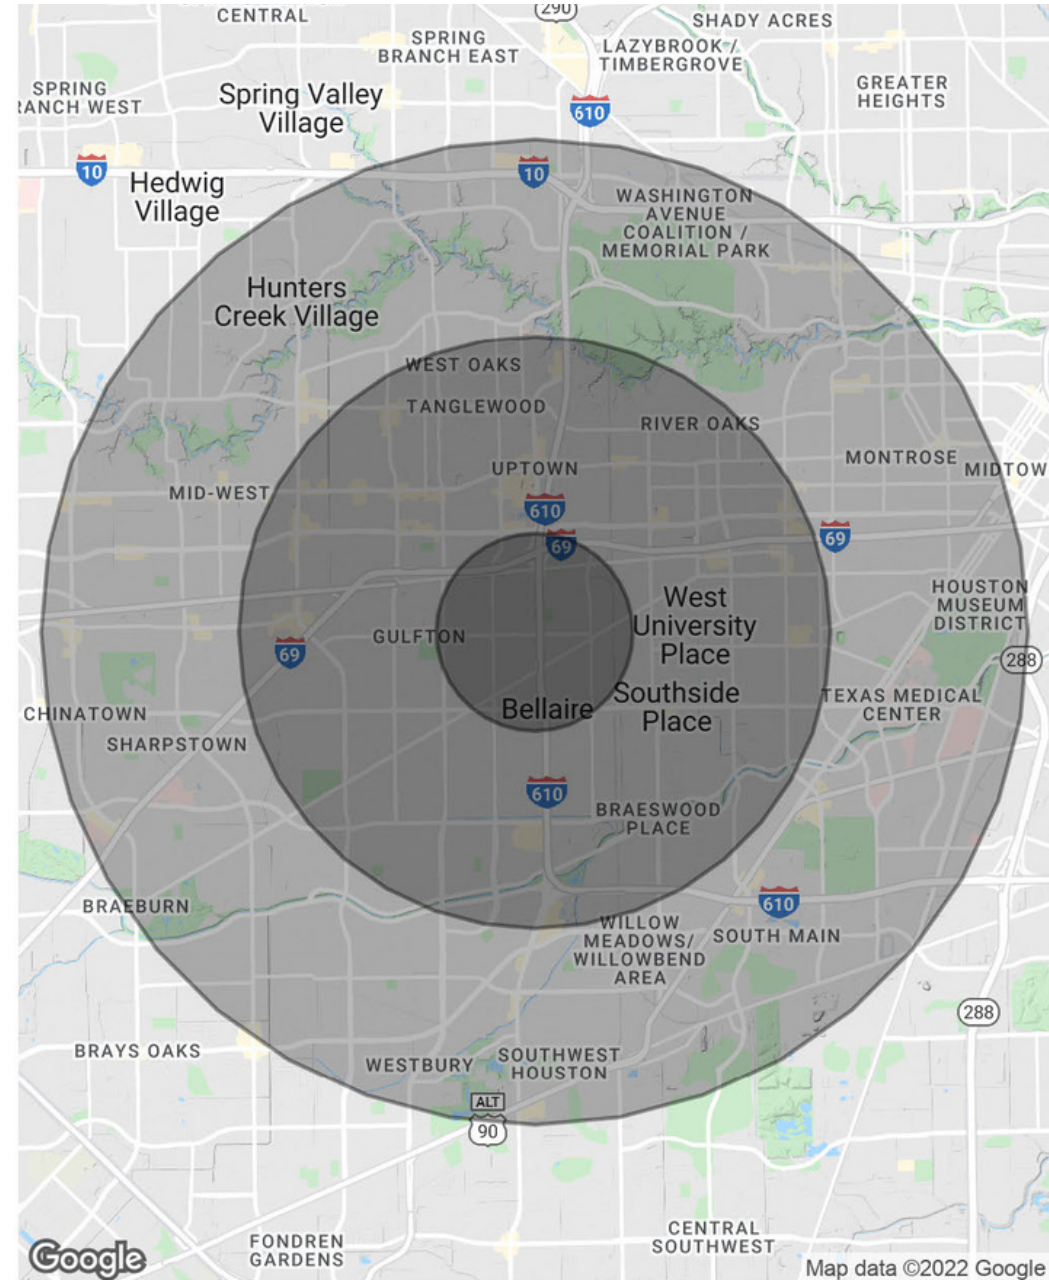 290
CENTRAL
SHADY ACRES
SPRING
BRANCH EAST
LAZYBROOK /
TIMBERGROVE
SPRING
RANCH WEST
Spring Valley
Village
GREATER
HEIGHTS
610
10
10
Hedwig
Village
WASHINGTON
AVENUE
COALITION /
MEMORIAL PARK
Hunters
Creek Village
WEST OAKS
TANGLEWOOD
RIVER OAKS
MONTROSE
MIDTOW
UPTOWN
MID-WEST
610
69
69
HOUSTON
MUSEUM
DISTRICT
West
University
Place
GULFTON
69
288
Bellaire
Southside
Place
TEXAS MEDICAL
CENTER
CHINATOWN
SHARPSTOWN
610
BRAESWOOD
PLACE
BRAEBURN
610
WILLOW
MEADOWS/
WILLOWBEND
AREA
SOUTH MAIN
288
BRAYS OAKS
WESTBURY
SOUTHWEST
HOUSTON
ALT
90
FONDREN
GARDENS
CENTRAL
SOUTHWEST
Google
Map data ©2022 Google